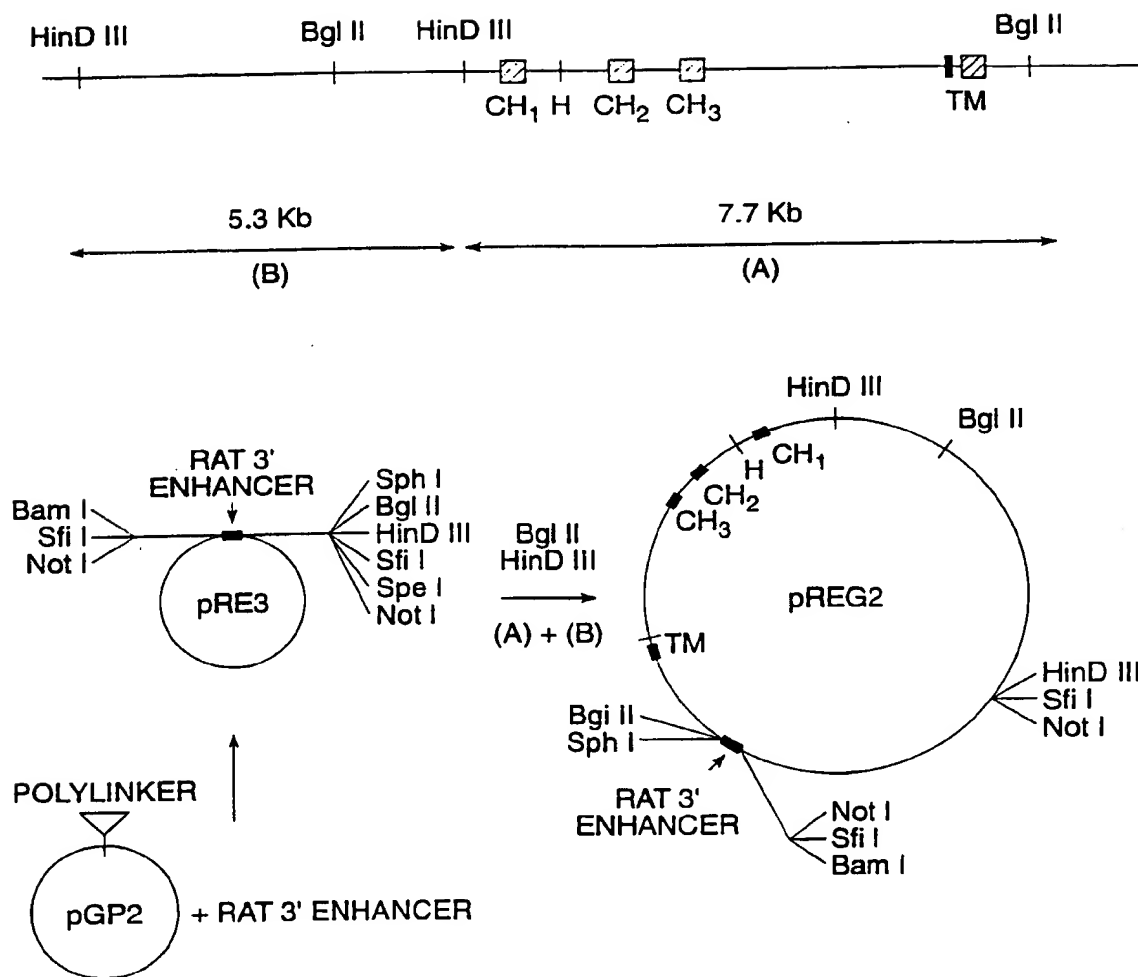 HinD III
Bgl II
HinD III
Bgl II
CH1
H
CH2
CH3
TM
5.3 Kb
7.7 Kb
(B)
(A)
RAT 3'
ENHANCER
Bam I
Sfi I
Not I
Sph I
Bgl II
HinD III
Sfi I
Spe I
Not I
pRE3
Bgl II
HinD III
(A) + (B)
HinD III
Bgl II
CH1
H
CH2
CH3
pREG2
TM
HinD III
Sfi I
Not I
Bgi II
Sph I
RAT 3'
ENHANCER
Not I
Sfi I
Bam I
POLYLINKER
pGP2
+ RAT 3' ENHANCER